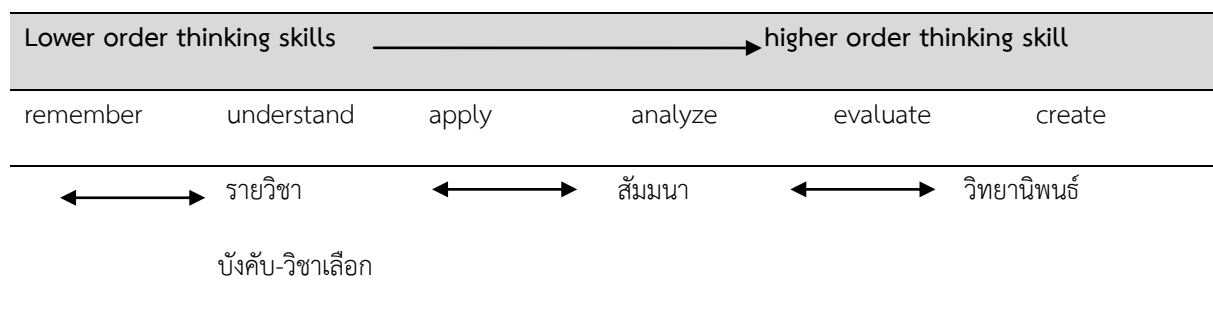 Lower order thinking skills higher order thinking skill
remember understand apply analyze evaluate create
รายวิชา สัมมนา วิทยานิพนธ์
บังคับ-วิชาเลือก